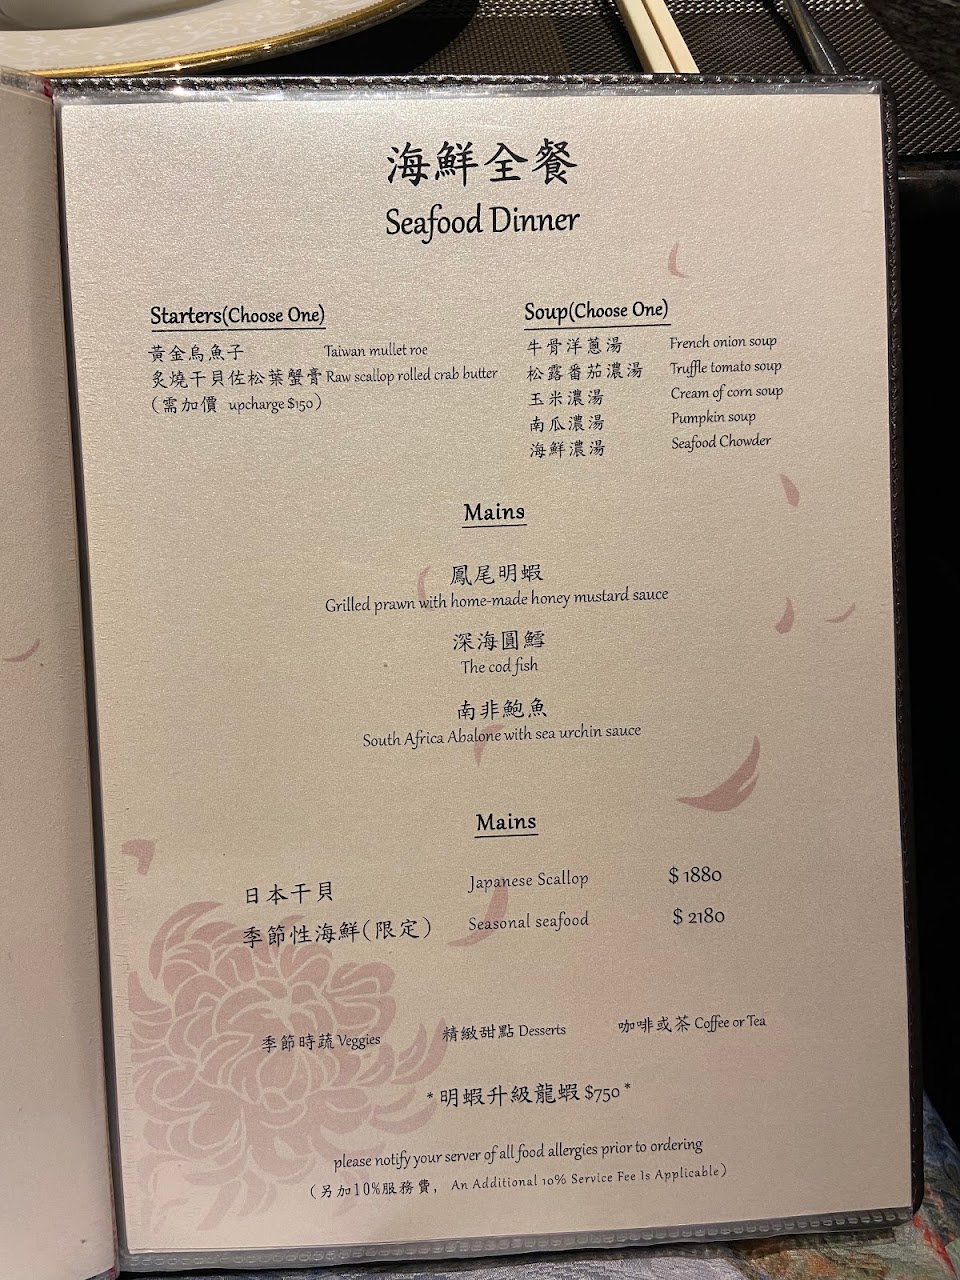 海鮮全餐
Seafood Dinner
Starters(Choose One)
黃金烏魚子 Taiwan mullet roe
炙燒干貝佐松葉蟹膏 Raw scallop rolled crab butter
(需加價 upcharge $150)
Soup(Choose One)
牛骨洋蔥湯 French onion soup
松露番茄濃湯 Truffle tomato soup
玉米濃湯 Cream of corn soup
南瓜濃湯 Pumpkin soup
海鮮濃湯 Seafood Chowder
Mains
鳳尾明蝦
Grilled prawn with home-made honey mustard sauce
深海圓鱈
The cod fish
南非鮑魚
South Africa Abalone with sea urchin sauce
Mains
日本干貝 Japanese Scallop $ 1880
季節性海鮮(限定) Seasonal seafood $ 2180
季節時蔬 Veggies 精緻甜點 Desserts 咖啡或茶 Coffee or Tea
*明蝦升級龍蝦 $750*
please notify your server of all food allergies prior to ordering
(另加10%服務費, An Additional 10% Service Fee Is Applicable)